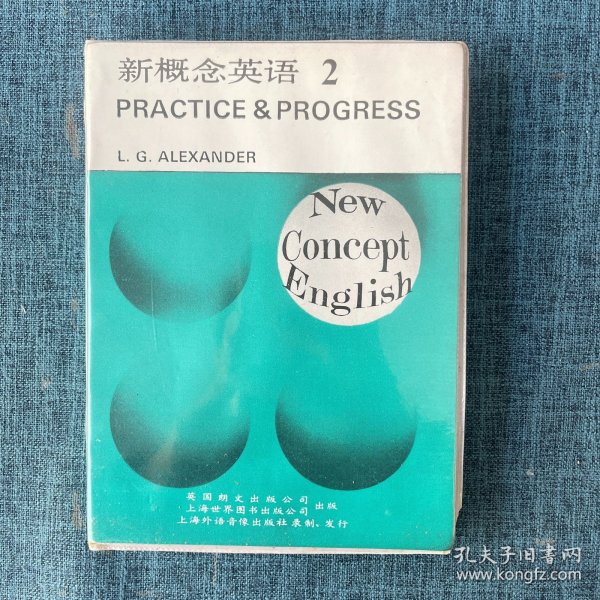 新概念英语 2
PRACTICE & PROGRESS
L. G. ALEXANDER
New
Concept
English
英国朗文出版公司
上海世界图书出版公司 出版
上海外语音像出版社录制、发行
孔夫子旧书网
www.kongfz.com